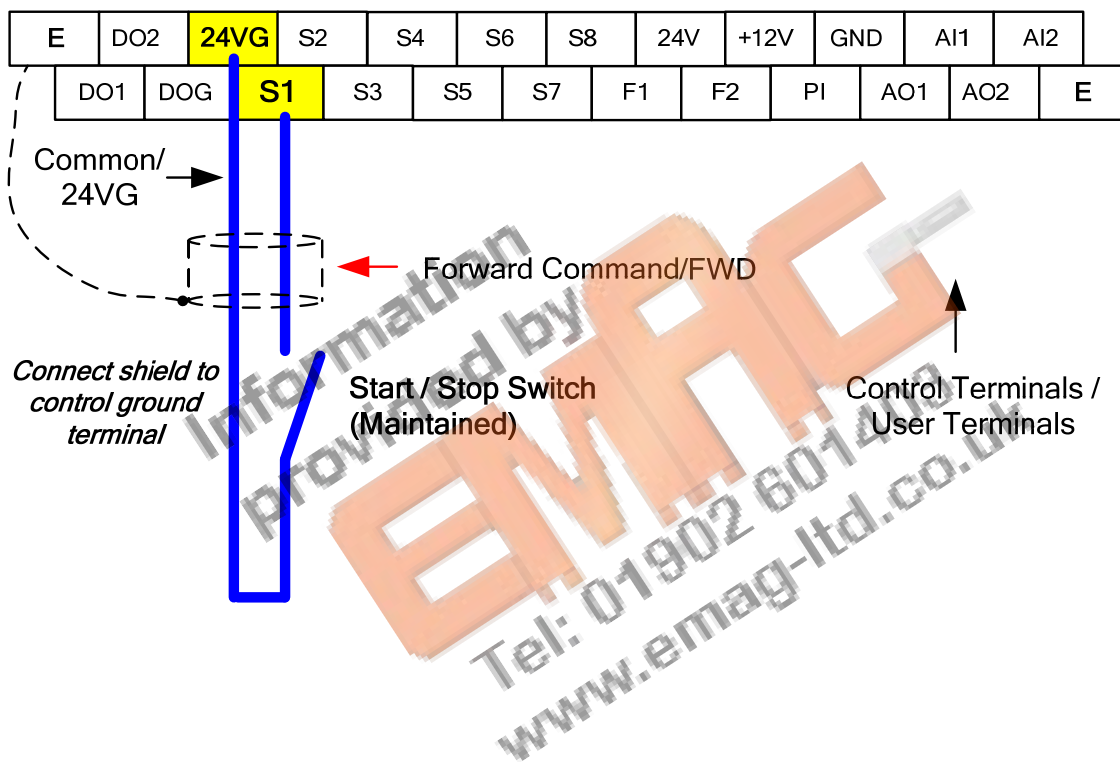 E DO2 24VG S2 S4 S6 S8 24V +12V GND AI1 AI2
DO1 DOG S1 S3 S5 S7 F1 F2 PI AO1 AO2 E
Common/
24VG
Forward Command/FWD
Connect shield to
control ground
terminal
Start / Stop Switch
(Maintained)
Control Terminals /
User Terminals
Information
provided by
EMAG
Tel: 01902 601409
www.emag-ltd.co.uk